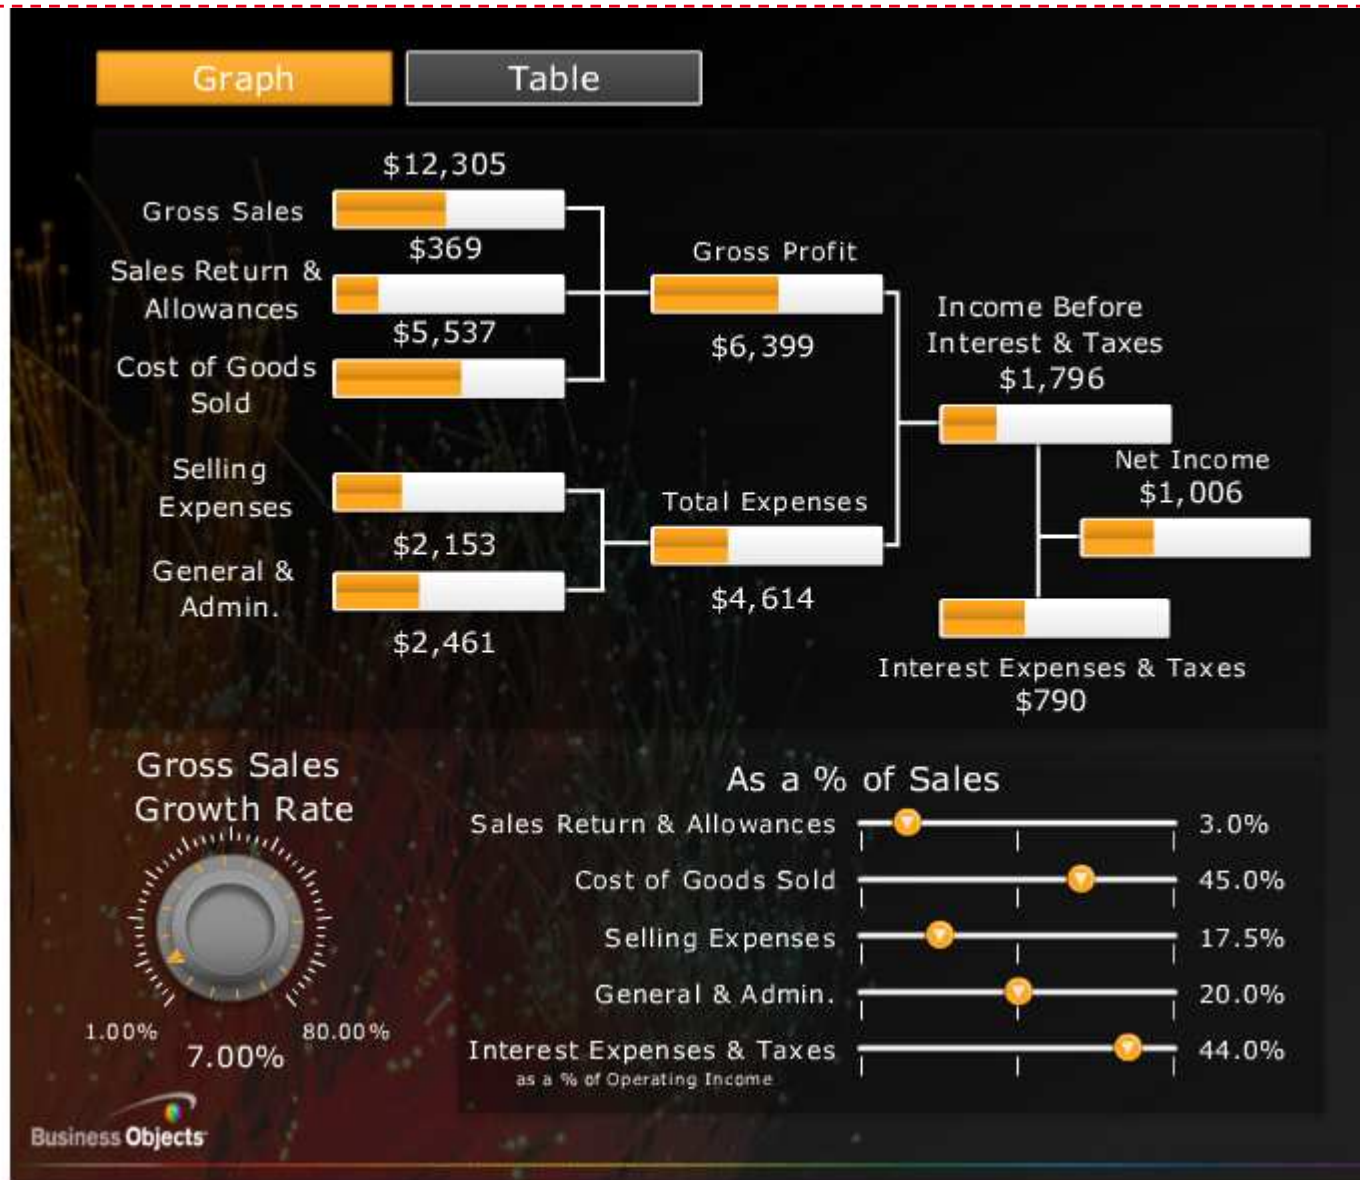 Graph
Table
$12,305
Gross Sales
$369
Sales Return &
Allowances
$5,537
Cost of Goods
Sold
Gross Profit
$6,399
Income Before
Interest & Taxes
$1,796
Net Income
$1,006
Selling
Expenses
$2,153
General &
Admin.
$2,461
Total Expenses
$4,614
Interest Expenses & Taxes
$790
Gross Sales
Growth Rate
1.00%
80.00%
7.00%
As a % of Sales
Sales Return & Allowances 3.0%
Cost of Goods Sold 45.0%
Selling Expenses 17.5%
General & Admin. 20.0%
Interest Expenses & Taxes 44.0%
as a % of Operating Income
Business Objects